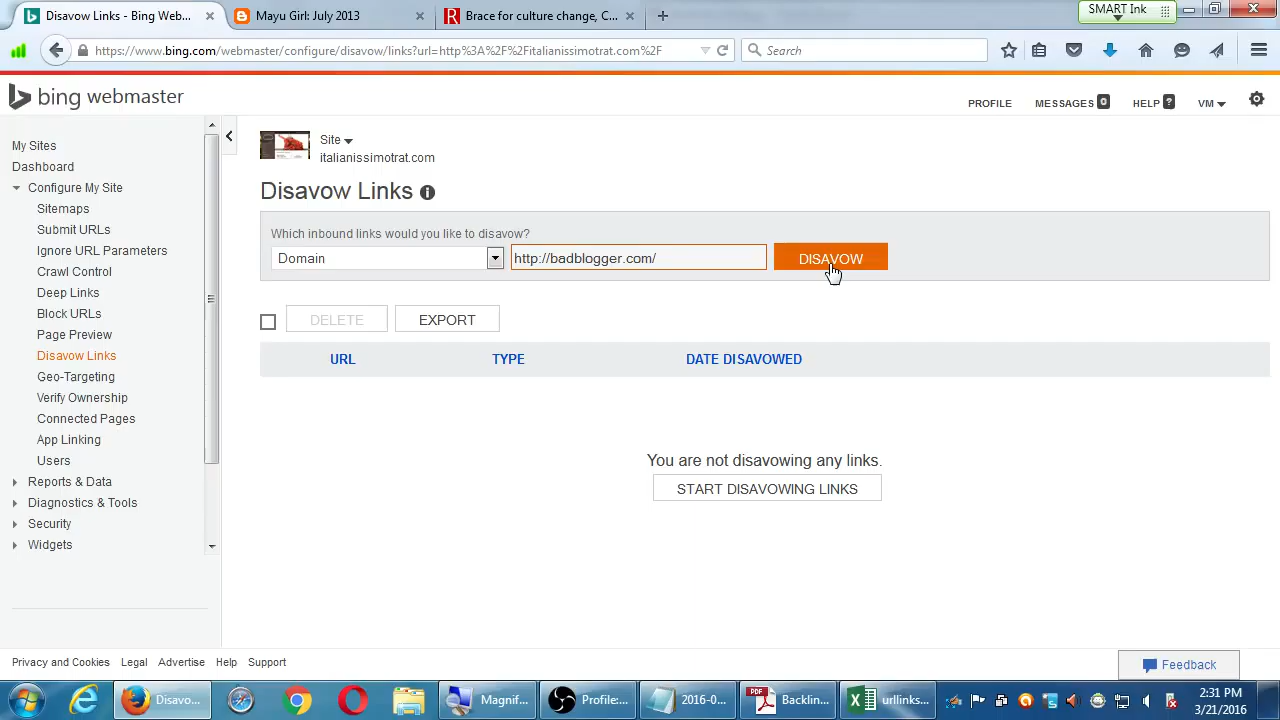 Disavow Links - Bing Web...
Mayu Girl: July 2013
Brace for culture change, C...
SMART Ink
https://www.bing.com/webmaster/configure/disavow/links?url=http%3A%2F%2Fitalianissimotrat.com%2F
Search
bing webmaster
PROFILE
MESSAGES 0
HELP ?
VM
My Sites
Dashboard
Configure My Site
Sitemaps
Submit URLs
Ignore URL Parameters
Crawl Control
Deep Links
Block URLs
Page Preview
Disavow Links
Geo-Targeting
Verify Ownership
Connected Pages
App Linking
Users
Reports & Data
Diagnostics & Tools
Security
Widgets
Site
italianissimotrat.com
Disavow Links
Which inbound links would you like to disavow?
Domain
http://badblogger.com/
DISAVOW
DELETE
EXPORT
URL
TYPE
DATE DISAVOWED
You are not disavowing any links.
START DISAVOWING LINKS
Privacy and Cookies
Legal
Advertise
Help
Support
Feedback
Disavo...
Magnif...
Profile:...
2016-0...
PDF
Backlin...
urllinks...
2:31 PM
3/21/2016